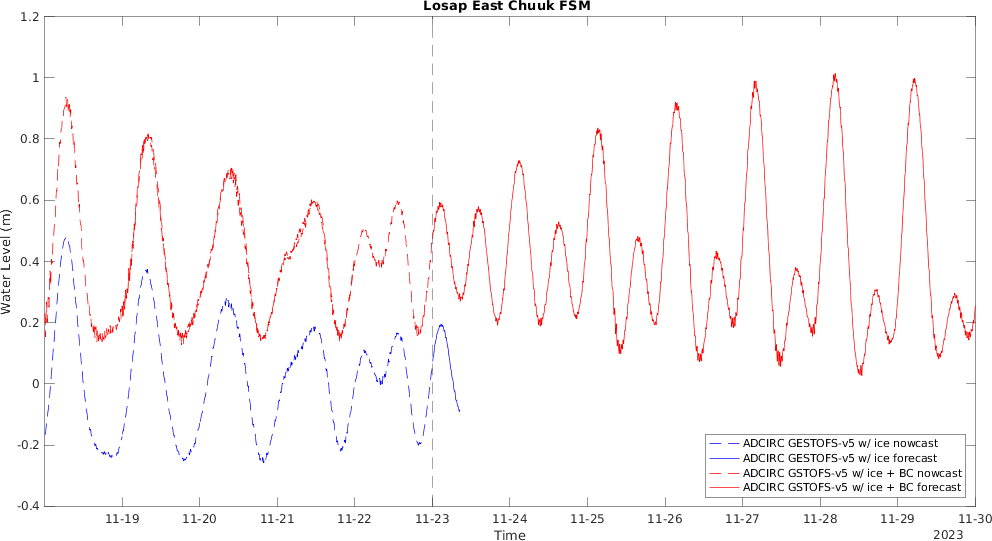 Losap East Chuuk FSM
1.2
1
0.8
0.6
0.4
0.2
0
-0.2
-0.4
Water Level (m)
ADCIRC GESTOFS-v5 w/ ice nowcast
ADCIRC GESTOFS-v5 w/ ice forecast
ADCIRC GSTOFS-v5 w/ ice + BC nowcast
ADCIRC GSTOFS-v5 w/ ice + BC forecast
11-19 11-20 11-21 11-22 11-23 11-24 11-25 11-26 11-27 11-28 11-29 11-30
Time
2023